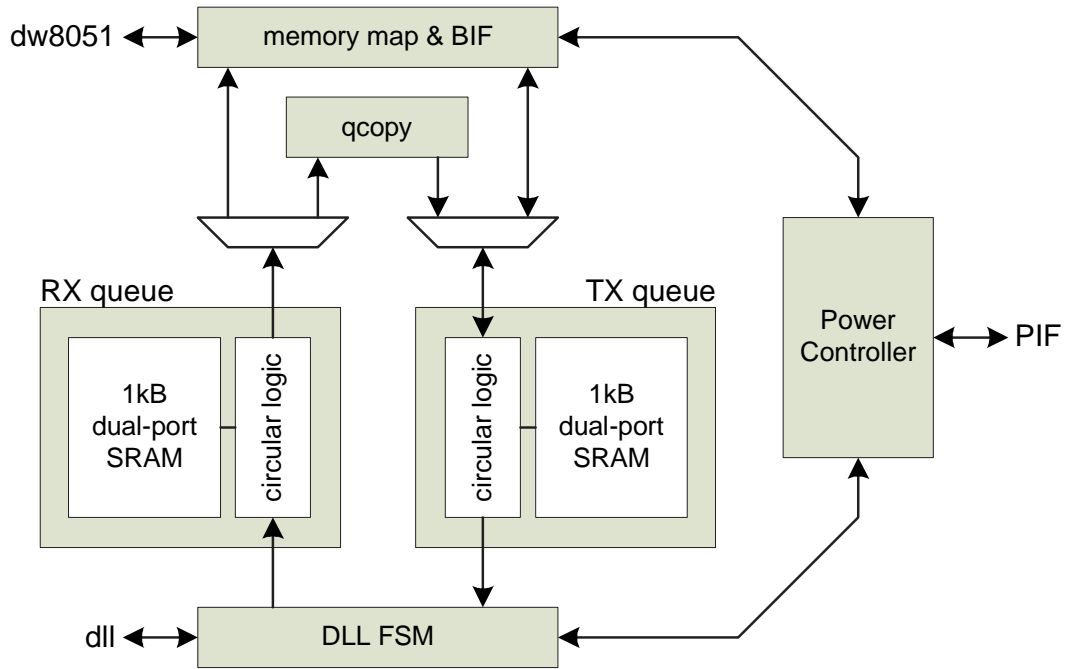 dw8051
memory map & BIF
qcopy
RX queue
TX queue
1kB
dual-port
SRAM
circular logic
circular logic
1kB
dual-port
SRAM
Power
Controller
PIF
dll
DLL FSM